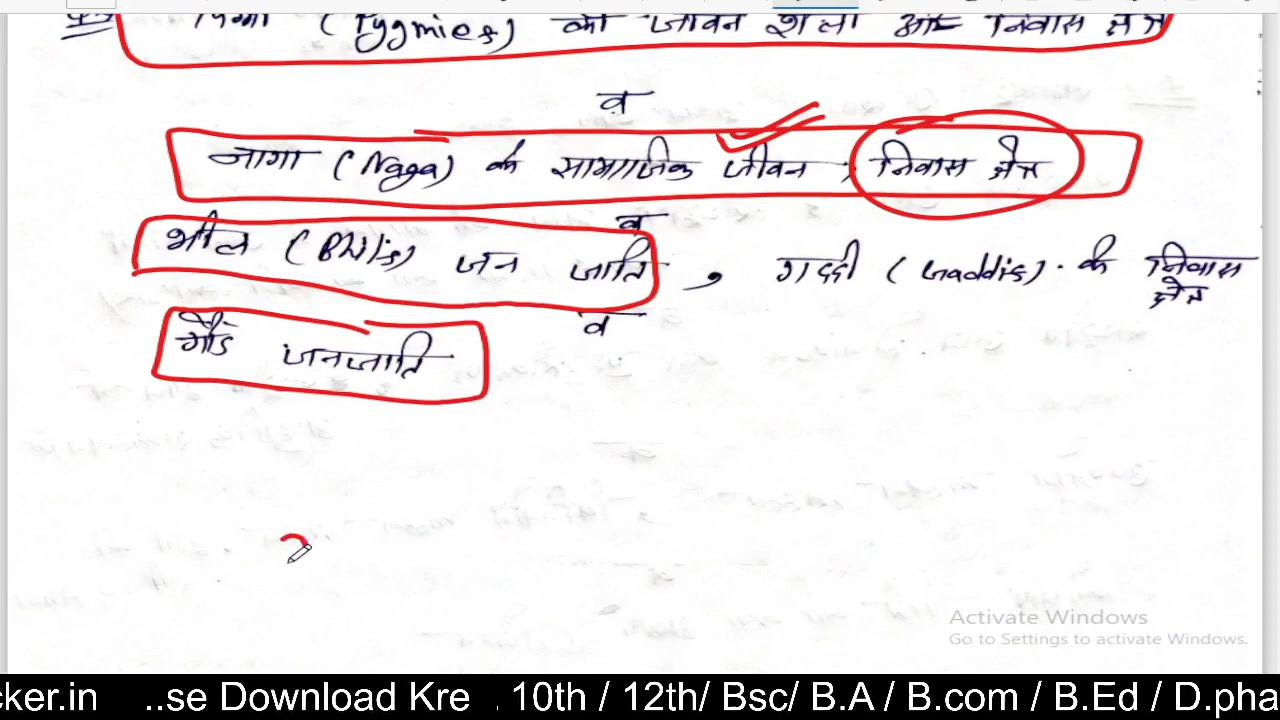 (Pygmies) की जीवन शैली और निवास क्षेत्र
व
नागा (Naga) के सामाजिक जीवन, निवास क्षेत्र
व
भील (Bhils) जन जाति, गद्दी (Gaddis). के निवास क्षेत्र
व
गौंड जनजाति
Activate Windows
Go to Settings to activate Windows.
cker.in ..se Download Kre . 10th / 12th/ Bsc/ B.A / B.com / B.Ed / D.pha